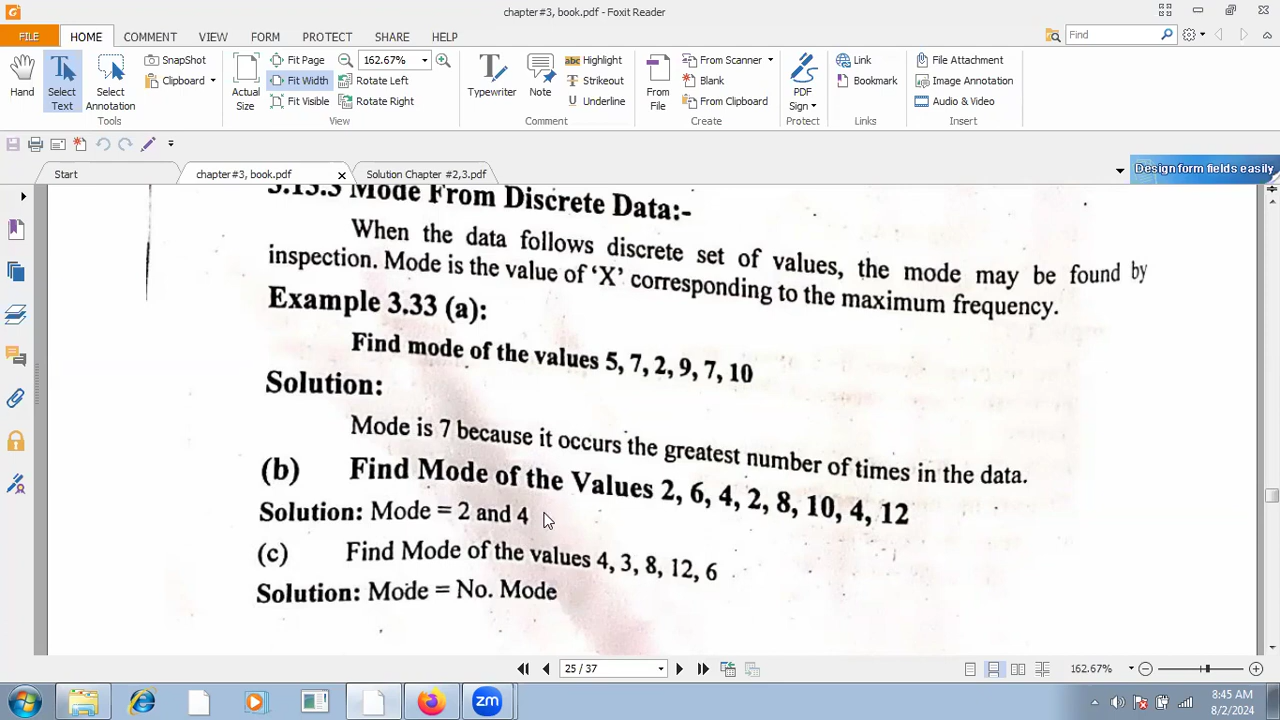 chapter#3, book.pdf - Foxit Reader
FILE HOME COMMENT VIEW FORM PROTECT SHARE HELP
Find
Hand
Select Text
Select Annotation
SnapShot
Clipboard
Tools
Actual Size
Fit Page
Fit Width
Fit Visible
162.67%
Rotate Left
Rotate Right
View
Typewriter
Note
Highlight
Strikeout
Underline
Comment
From File
From Scanner
Blank
From Clipboard
Create
PDF Sign
Protect
Link
Bookmark
Links
File Attachment
Image Annotation
Audio & Video
Insert
Start
chapter#3, book.pdf
Solution Chapter #2,3.pdf
Design form fields easily
Mode From Discrete Data:-
When the data follows discrete set of values, the mode may be found by
inspection. Mode is the value of ‘X’ corresponding to the maximum frequency.
Example 3.33 (a):
Find mode of the values 5, 7, 2, 9, 7, 10
Solution:
Mode is 7 because it occurs the greatest number of times in the data.
(b) Find Mode of the Values 2, 6, 4, 2, 8, 10, 4, 12
Solution: Mode = 2 and 4
(c) Find Mode of the values 4, 3, 8, 12, 6
Solution: Mode = No. Mode
25 / 37
162.67%
zm
8:45 AM
8/2/2024